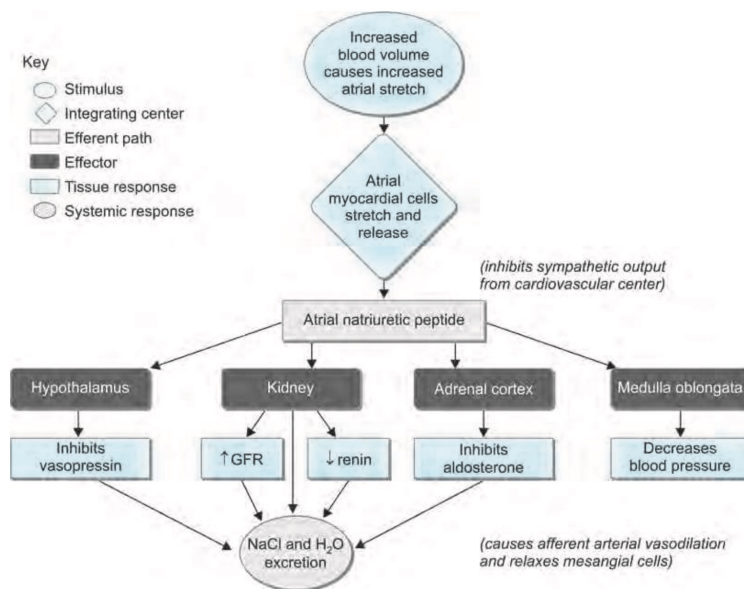 Increased
blood volume
causes increased
atrial stretch
Key
Stimulus
Integrating center
Efferent path
Effector
Tissue response
Systemic response
Atrial
myocardial cells
stretch and
release
(inhibits sympathetic output
from cardiovascular center)
Atrial natriuretic peptide
Hypothalamus
Kidney
Adrenal cortex
Medulla oblongata
Inhibits
vasopressin
↑GFR
↓renin
Inhibits
aldosterone
Decreases
blood pressure
NaCl and H₂O
excretion
(causes afferent arterial vasodilation
and relaxes mesangial cells)